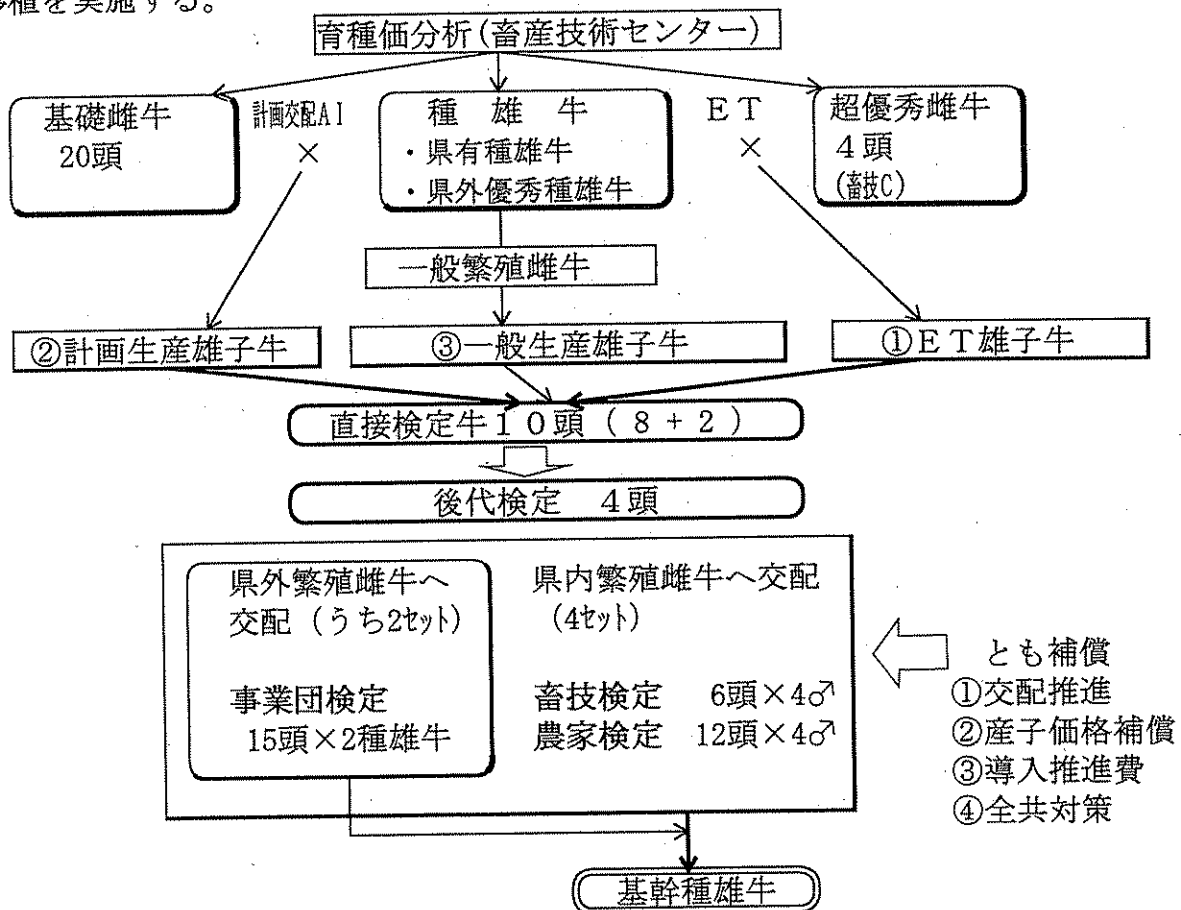 移植を実施する。
育種価分析(畜産技術センター)
基礎雌牛
20頭
計画交配AI
×
種 雄 牛
・県有種雄牛
・県外優秀種雄牛
ET
×
超優秀雌牛
4頭
(畜技C)
一般繁殖雌牛
②計画生産雄子牛
③一般生産雄子牛
①ET雄子牛
直接検定牛10頭(8+2)
後代検定 4頭
県外繁殖雌牛へ
交配(うち2セット)
事業団検定
15頭×2種雄牛
県内繁殖雌牛へ交配
(4セット)
畜技検定 6頭×4♂
農家検定 12頭×4♂
とも補償
①交配推進
②産子価格補償
③導入推進費
④全共対策
基幹種雄牛